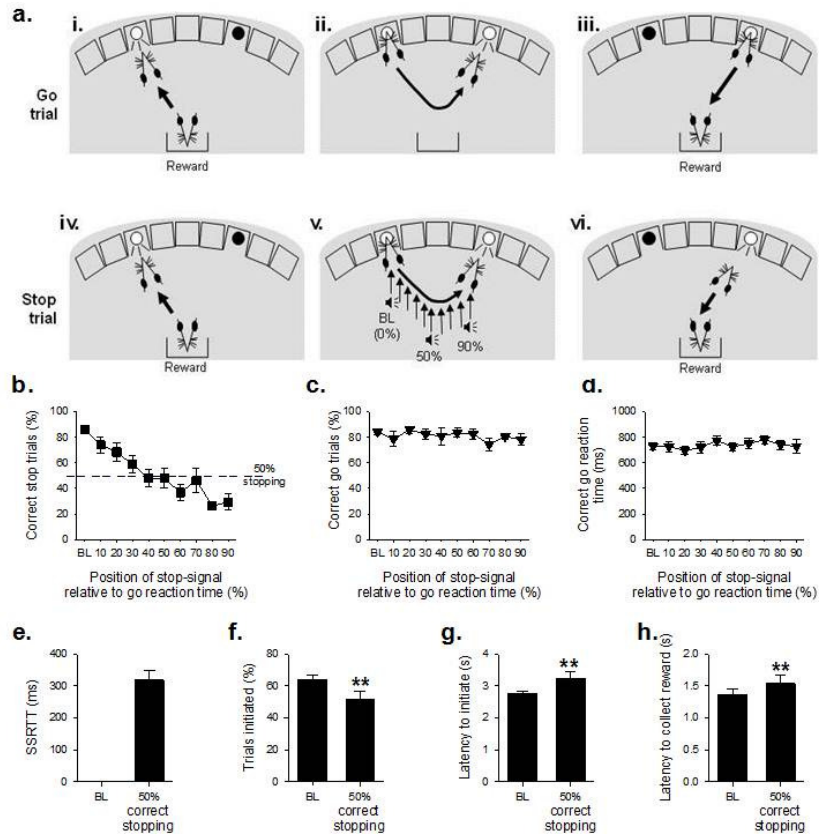 a.
i.
ii.
iii.
Go
trial
Reward
Reward
iv.
v.
vi.
Stop
trial
BL
(0%)
50%
90%
Reward
Reward
b.
Correct stop trials (%)
100
80
60
40
20
0
50%
stopping
BL 10 20 30 40 50 60 70 80 90
Position of stop-signal
relative to go reaction time (%)
c.
Correct go trials (%)
100
80
60
40
20
0
BL 10 20 30 40 50 60 70 80 90
Position of stop-signal
relative to go reaction time (%)
d.
Correct go reaction
time (ms)
1000
800
600
400
200
0
BL 10 20 30 40 50 60 70 80 90
Position of stop-signal
relative to go reaction time (%)
e.
SSRTT (ms)
400
300
200
100
0
BL 50%
correct
stopping
f.
Trials initiated (%)
80
60
40
20
0
**
BL 50%
correct
stopping
g.
Latency to initiate (s)
4
3
2
1
0
**
BL 50%
correct
stopping
h.
Latency to collect reward (s)
2.0
1.5
1.0
0.5
0.0
**
BL 50%
correct
stopping